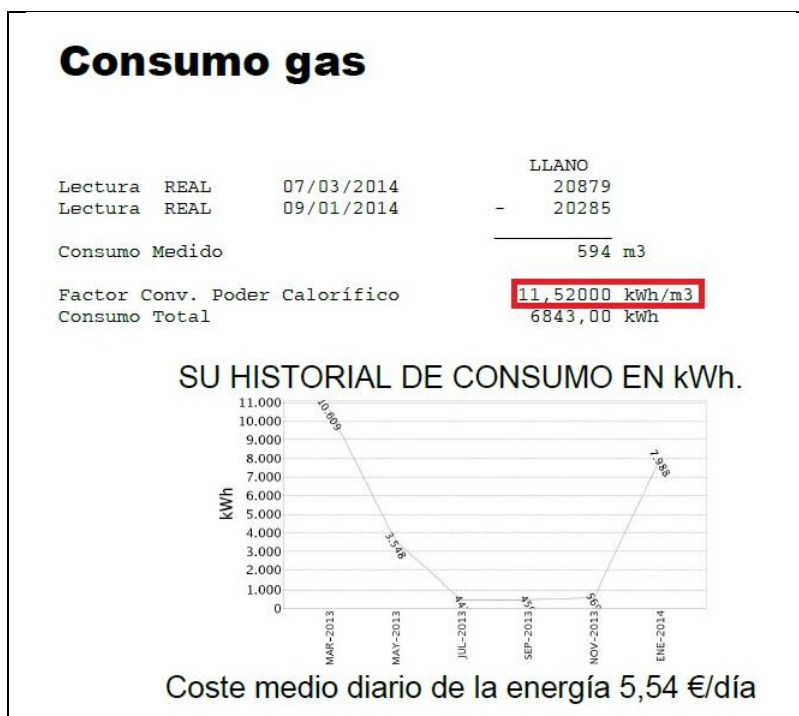 Consumo gas
LLANO
Lectura REAL 07/03/2014 20879
Lectura REAL 09/01/2014 - 20285
Consumo Medido 594 m3
Factor Conv. Poder Calorífico 11,52000 kWh/m3
Consumo Total 6843,00 kWh
SU HISTORIAL DE CONSUMO EN kWh.
11.000
10.000
9.000
8.000
7.000
6.000
5.000
4.000
3.000
2.000
1.000
0
kWh
10.609
3.548
7.988
MAR-2013
MAY-2013
JUL-2013
SEP-2013
NOV-2013
ENE-2014
Coste medio diario de la energía 5,54 €/día